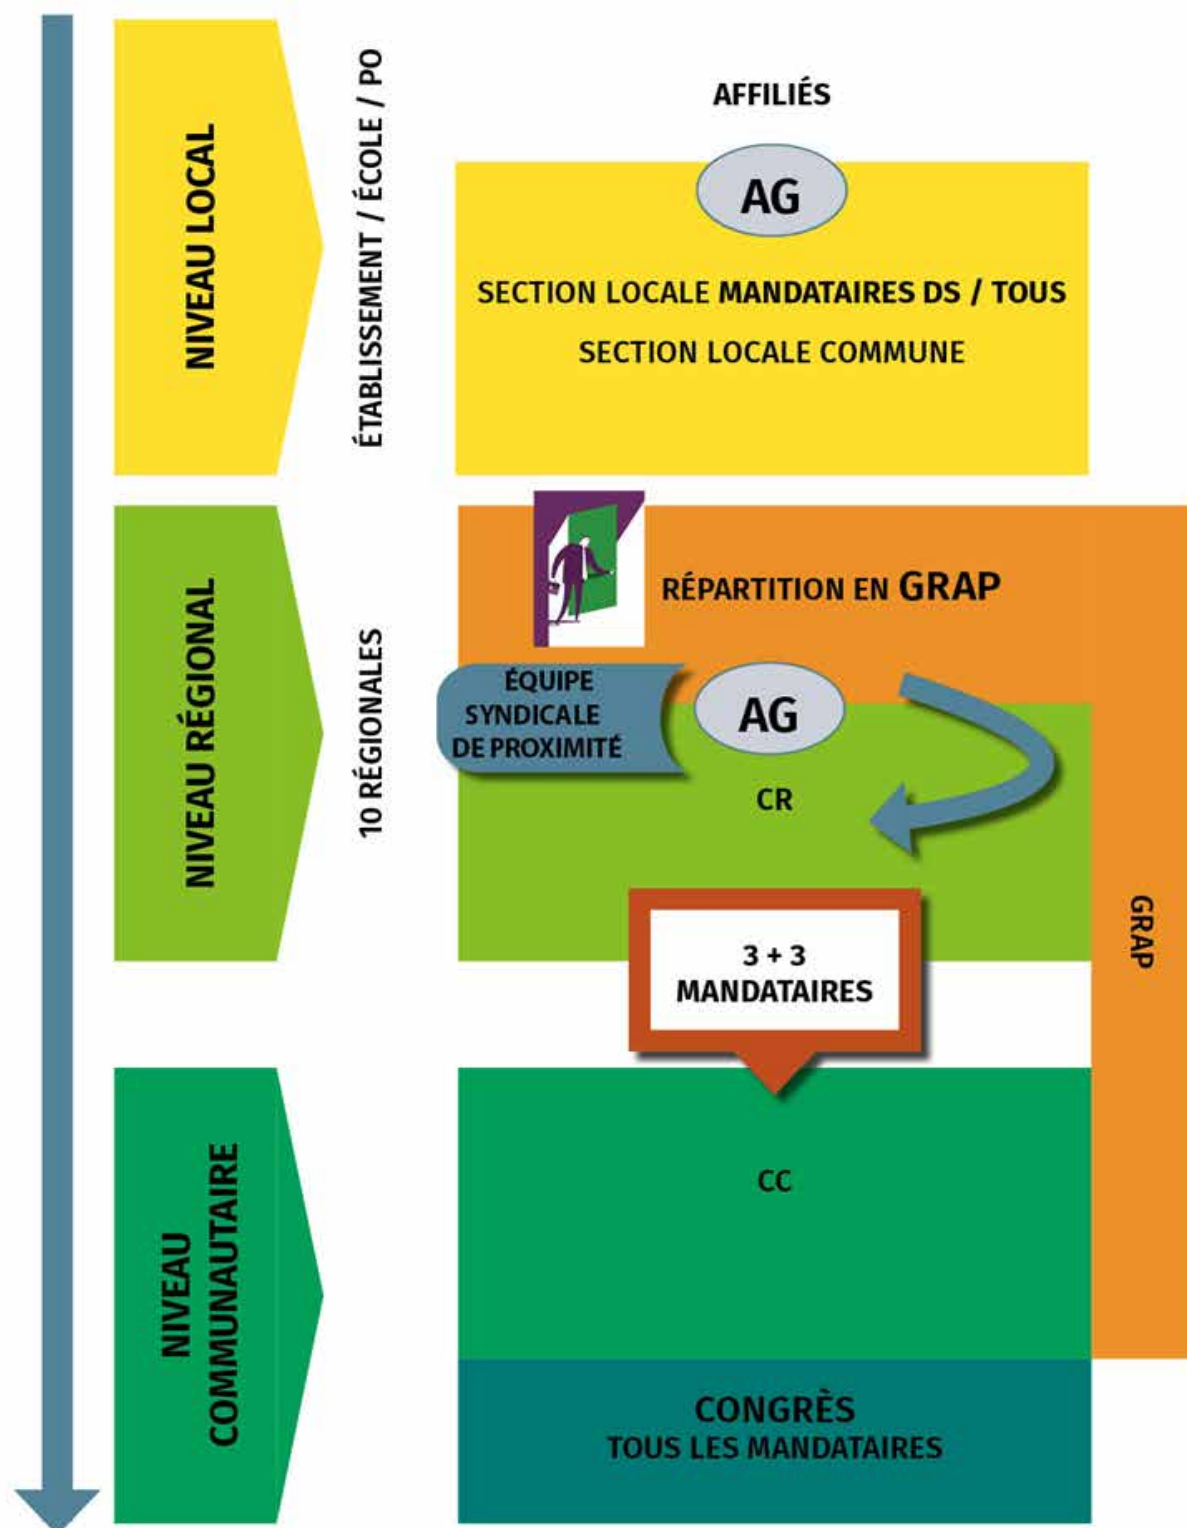 NIVEAU LOCAL
ÉTABLISSEMENT / ÉCOLE / PO
AFFILIÉS
AG
SECTION LOCALE MANDATAIRES DS / TOUS
SECTION LOCALE COMMUNE
NIVEAU RÉGIONAL
10 RÉGIONALES
RÉPARTITION EN GRAP
ÉQUIPE
SYNDICALE
DE PROXIMITÉ
AG
CR
GRAP
3 + 3
MANDATAIRES
NIVEAU
COMMUNAUTAIRE
CC
CONGRÈS
TOUS LES MANDATAIRES